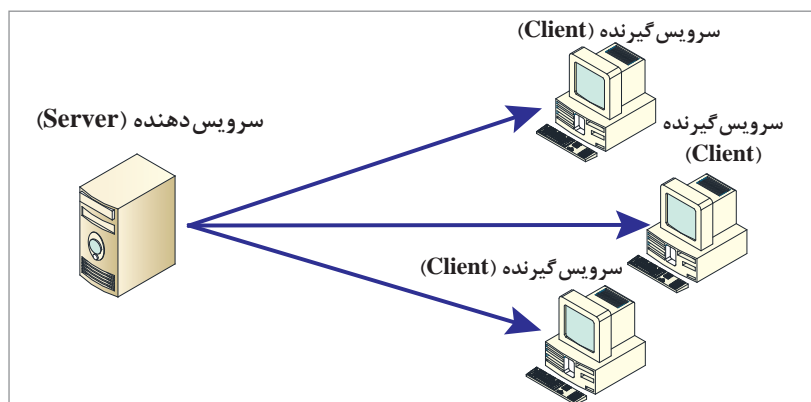 سرویس‌گیرنده (Client)
سرویس‌دهنده (Server)
سرویس‌گیرنده
(Client)
سرویس‌گیرنده (Client)